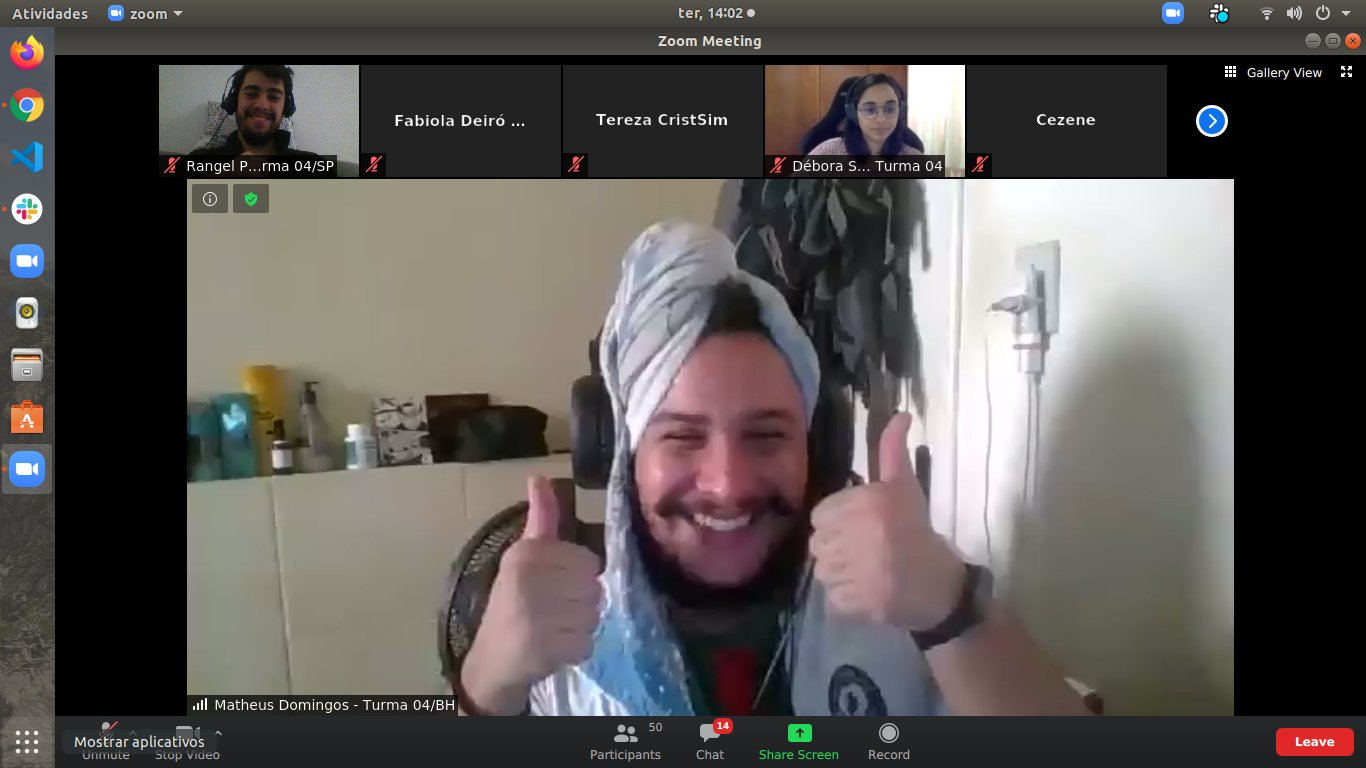 Atividades
zoom
ter, 14:02
Zoom Meeting
Gallery View
Rangel P...rma 04/SP
Fabiola Deiró ...
Tereza CristSim
Débora S... Turma 04
Cezene
Matheus Domingos - Turma 04/BH
Mostrar aplicativos
Unmute
Stop Video
50
Participants
14
Chat
Share Screen
Record
Leave